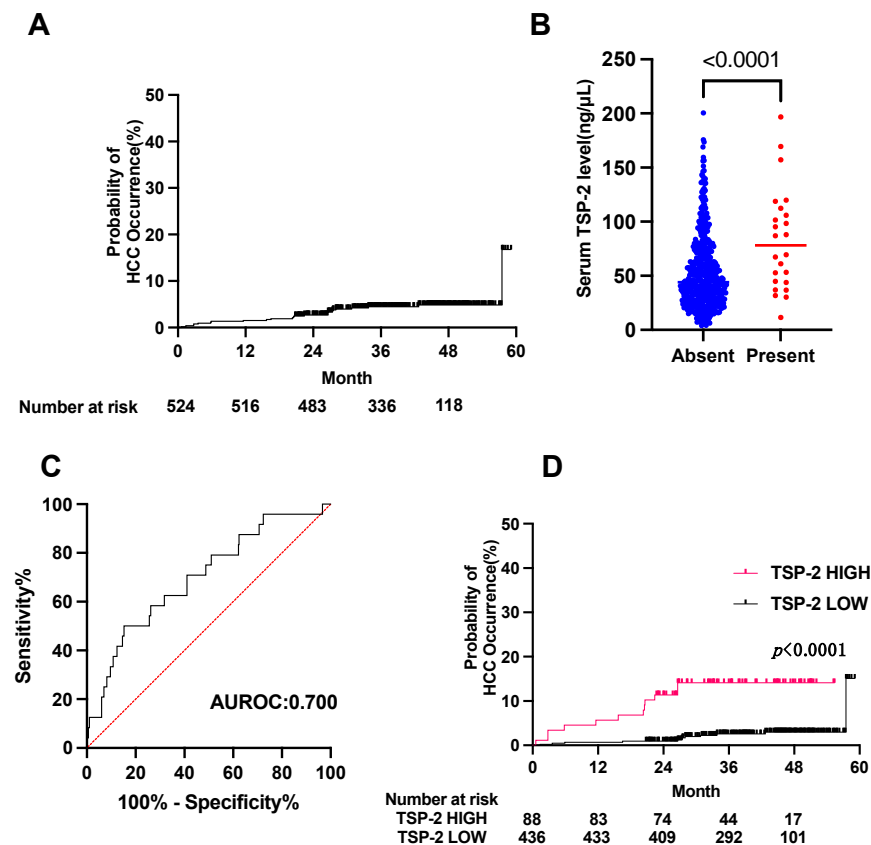 A
Probability of
HCC Occurrence(%)
50
40
30
20
10
0
0 12 24 36 48 60
Month
Number at risk 524 516 483 336 118
B
<0.0001
Serum TSP-2 level(ng/µL)
250
200
150
100
50
0
Absent Present
C
Sensitivity%
100
80
60
40
20
0
AUROC:0.700
0 20 40 60 80 100
100% - Specificity%
D
Probability of
HCC Occurrence(%)
50
40
30
20
10
0
TSP-2 HIGH
TSP-2 LOW
p<0.0001
0 12 24 36 48 60
Month
Number at risk
TSP-2 HIGH 88 83 74 44 17
TSP-2 LOW 436 433 409 292 101